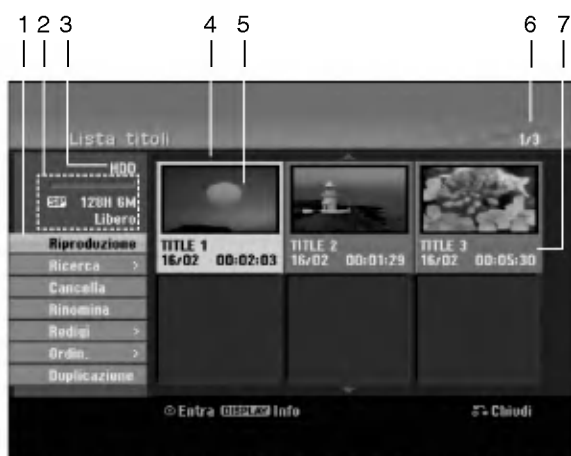 1 2 3 4 5 6 7
Lista titoli
1/3
HDD
SP 128H 6M
Libero
Riproduzione
Ricerca >
Cancella
Rinomina
Redigi >
Ordin. >
Duplicazione
TITLE 1
16/02 00:02:03
TITLE 2
16/02 00:01:29
TITLE 3
16/02 00:05:30
Entra DISPLAY Info
Chiudi